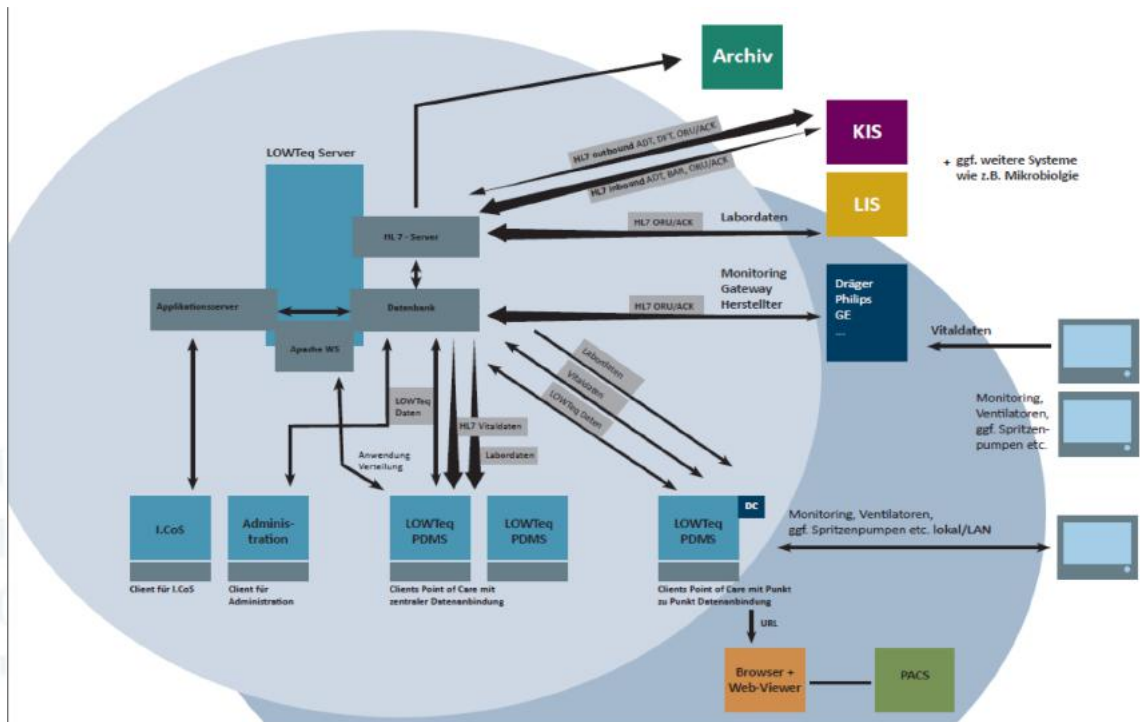 Archiv
KIS
LIS
+ ggf. weitere Systeme
wie z.B. Mikrobiolgie
LOWTeq Server
HL7 outbound ADT, DFT, ORU/ACK
HL7 inbound ADT, BAR, ORU/ACK
HL7 ORU/ACK
Labordaten
HL 7 - Server
Monitoring
Gateway
Herstellter
HL7 ORU/ACK
Dräger
Philips
GE
...
Vitaldaten
Applikationsserver
Datenbank
Apache WS
Monitoring,
Ventilatoren,
ggf. Spritzen-
pumpen etc.
LOWTeq
Daten
HL7 Vitaldaten
Labordaten
Labordaten
Vitaldaten
LOWTeq Daten
Anwendung
Verteilung
I.CoS
Adminis-
tration
LOWTeq
PDMS
LOWTeq
PDMS
LOWTeq
PDMS
DC
Monitoring, Ventilatoren,
ggf. Spritzenpumpen etc. lokal/LAN
Client für I.CoS
Client für
Administration
Clients Point of Care mit
zentraler Datenanbindung
Clients Point of Care mit Punkt
zu Punkt Datenanbindung
URL
Browser +
Web-Viewer
PACS